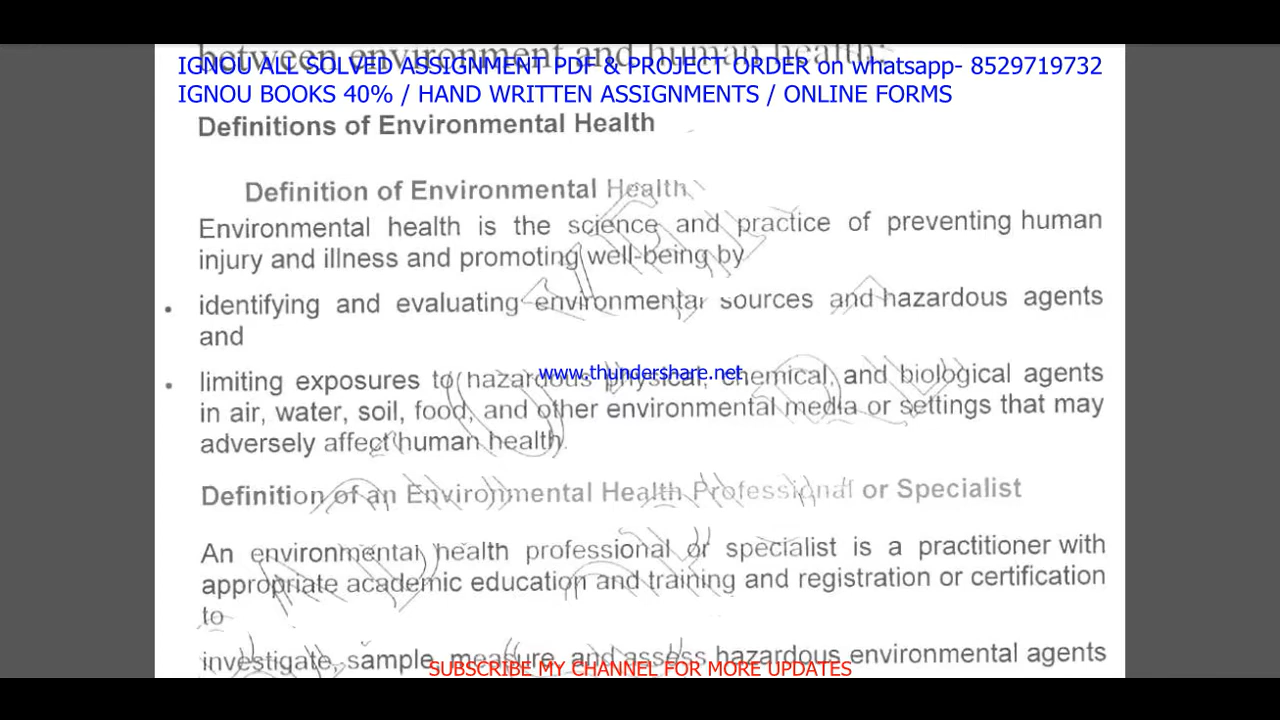 between environment and human health:
IGNOU ALL SOLVED ASSIGNMENT PDF & PROJECT ORDER on whatsapp- 8529719732
IGNOU BOOKS 40% / HAND WRITTEN ASSIGNMENTS / ONLINE FORMS
Definitions of Environmental Health
Definition of Environmental Health
Environmental health is the science and practice of preventing human
injury and illness and promoting well-being by
• identifying and evaluating environmental sources and hazardous agents
and
www.thundershare.net
• limiting exposures to hazardous physical, chemical, and biological agents
in air, water, soil, food, and other environmental media or settings that may
adversely affect human health.
Definition of an Environmental Health Professional or Specialist
An environmental health professional or specialist is a practitioner with
appropriate academic education and training and registration or certification
to
investigate, sample, measure, and assess hazardous environmental agents
SUBSCRIBE MY CHANNEL FOR MORE UPDATES